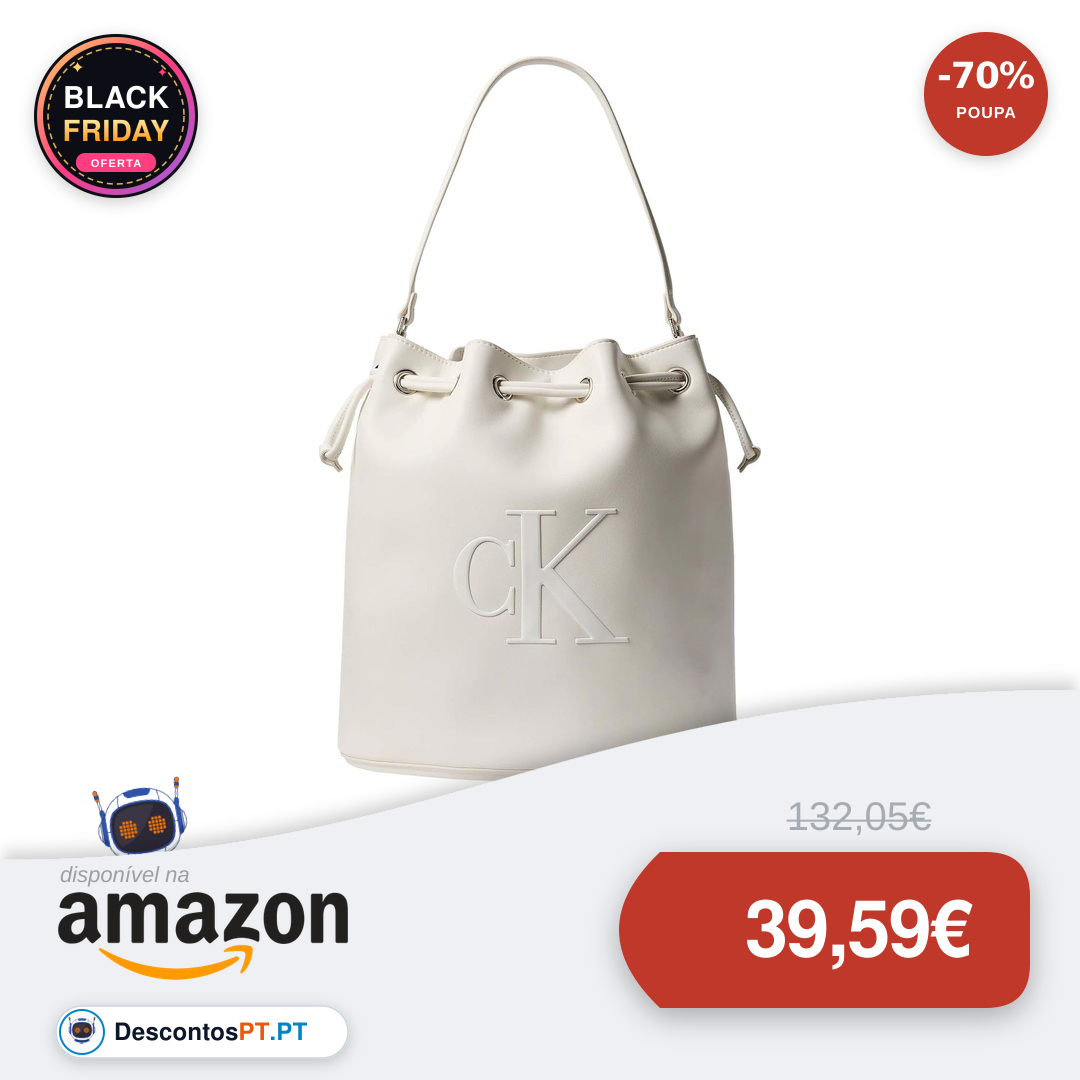 BLACK
FRIDAY
OFERTA
-70%
POUPA
CK
132,05€
disponível na
amazon
39,59€
DescontosPT.PT